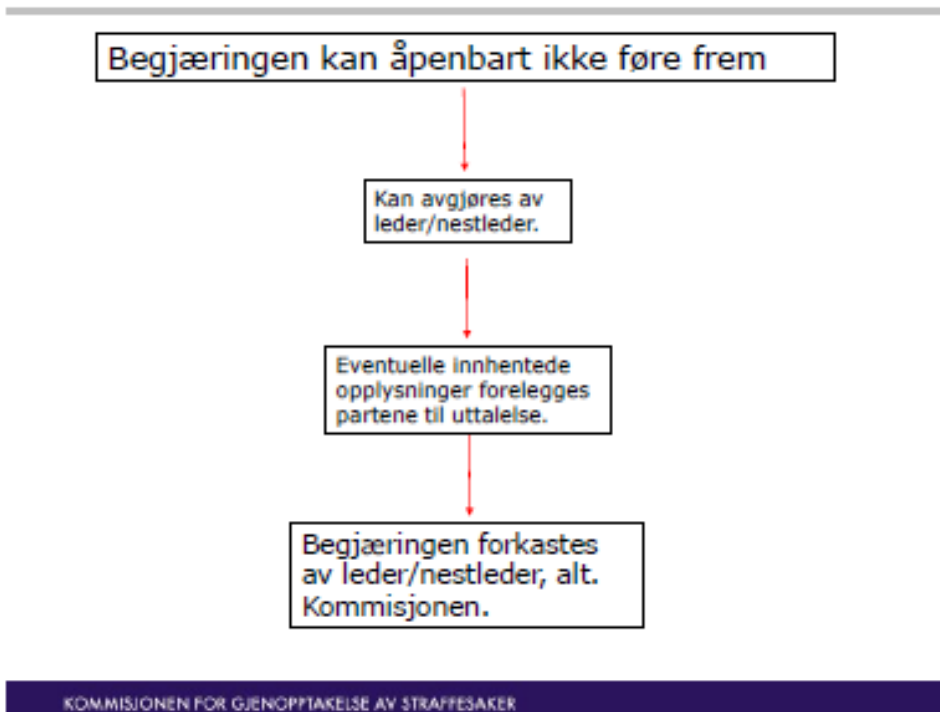 Begjæringen kan åpenbart ikke føre frem
Kan avgjøres av
leder/nestleder.
Eventuelle innhentede
opplysninger forelegges
partene til uttalelse.
Begjæringen forkastes
av leder/nestleder, alt.
Kommisjonen.
KOMMISJONEN FOR GJENOPPTAKELSE AV STRAFFESAKER